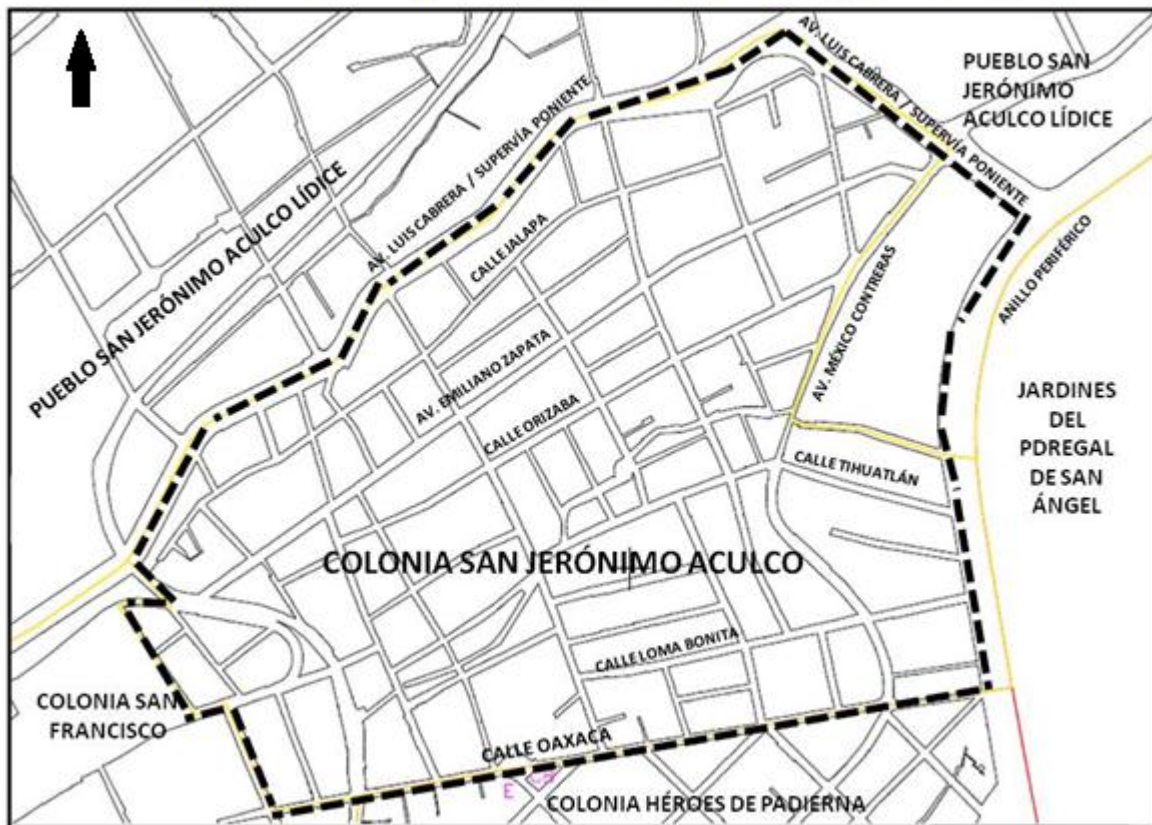 AV. LUIS CABRERA / SUPERVÍA PONIENTE
PUEBLO SAN
JERÓNIMO
ACULCO LÍDICE
PUEBLO SAN JERÓNIMO ACULCO LÍDICE
AV. LUIS CABRERA / SUPERVÍA PONIENTE
CALLE JALAPA
ANILLO PERIFÉRICO
AV. MÉXICO CONTRERAS
AV. EMILIANO ZAPATA
CALLE ORIZABA
JARDINES
DEL
PDREGAL
DE SAN
ÁNGEL
CALLE TIHUATLÁN
COLONIA SAN JERÓNIMO ACULCO
CALLE LOMA BONITA
COLONIA SAN
FRANCISCO
CALLE OAXACA
E
COLONIA HÉROES DE PADIERNA